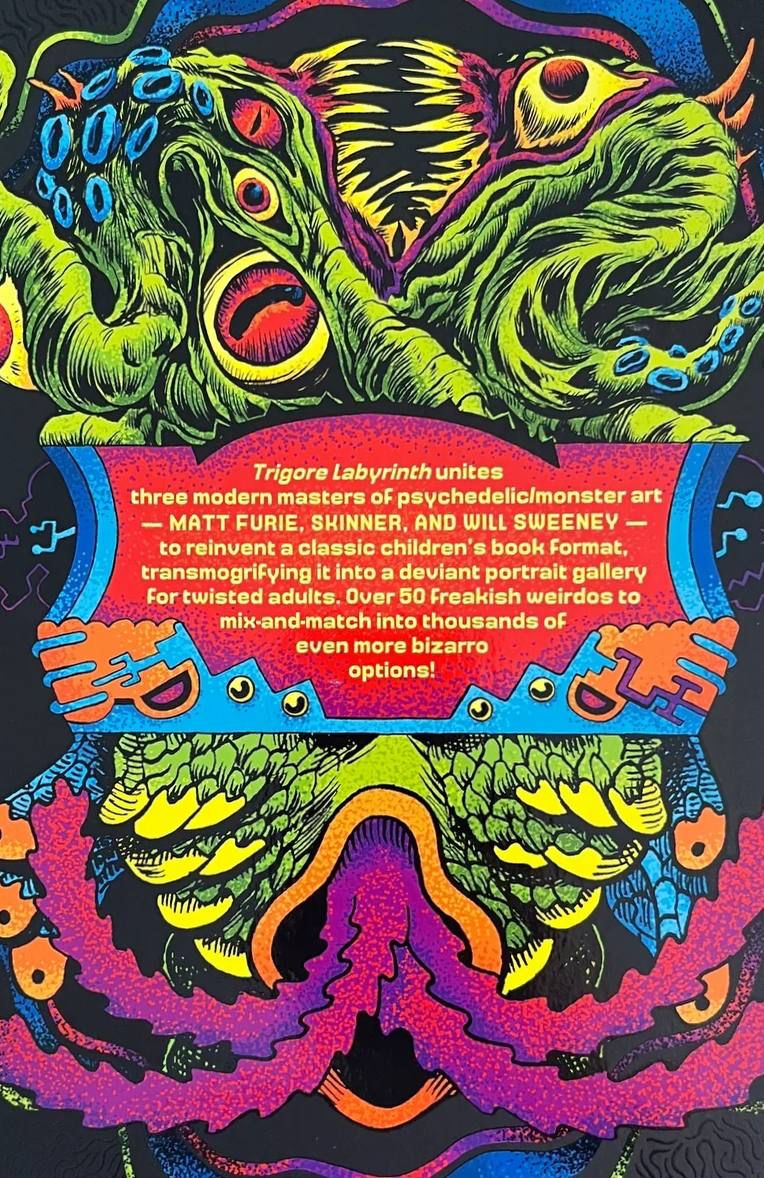 Trigore Labyrinth unites
three modern masters of psychedelic/monster art
— MATT FURIE, SKINNER, AND WILL SWEENEY —
to reinvent a classic children's book format,
transmogrifying it into a deviant portrait gallery
for twisted adults. Over 50 freakish weirdos to
mix-and-match into thousands of
even more bizarro
options!